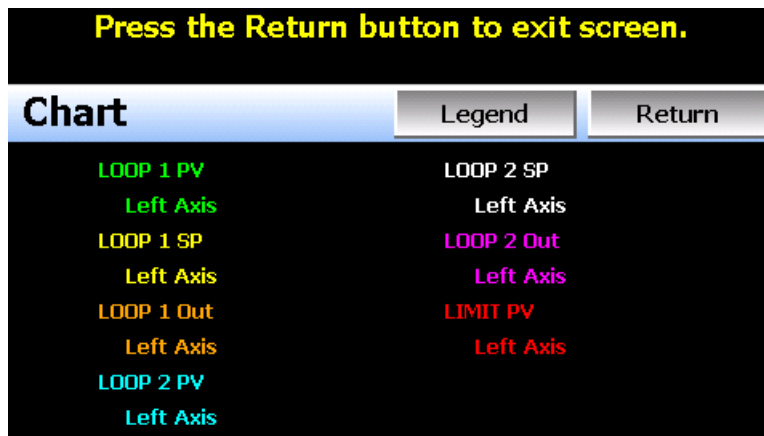 Press the Return button to exit screen.
Chart
Legend
Return
LOOP 1 PV
Left Axis
LOOP 1 SP
Left Axis
LOOP 1 Out
Left Axis
LOOP 2 PV
Left Axis
LOOP 2 SP
Left Axis
LOOP 2 Out
Left Axis
LIMIT PV
Left Axis